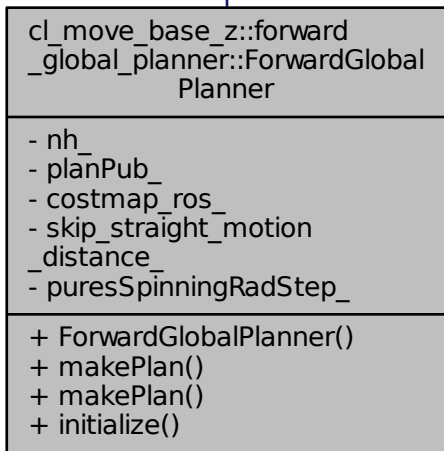 cl_move_base_z::forward
_global_planner::ForwardGlobal
Planner
- nh_
- planPub_
- costmap_ros_
- skip_straight_motion
_distance_
- puresSpinningRadStep_
+ ForwardGlobalPlanner()
+ makePlan()
+ makePlan()
+ initialize()